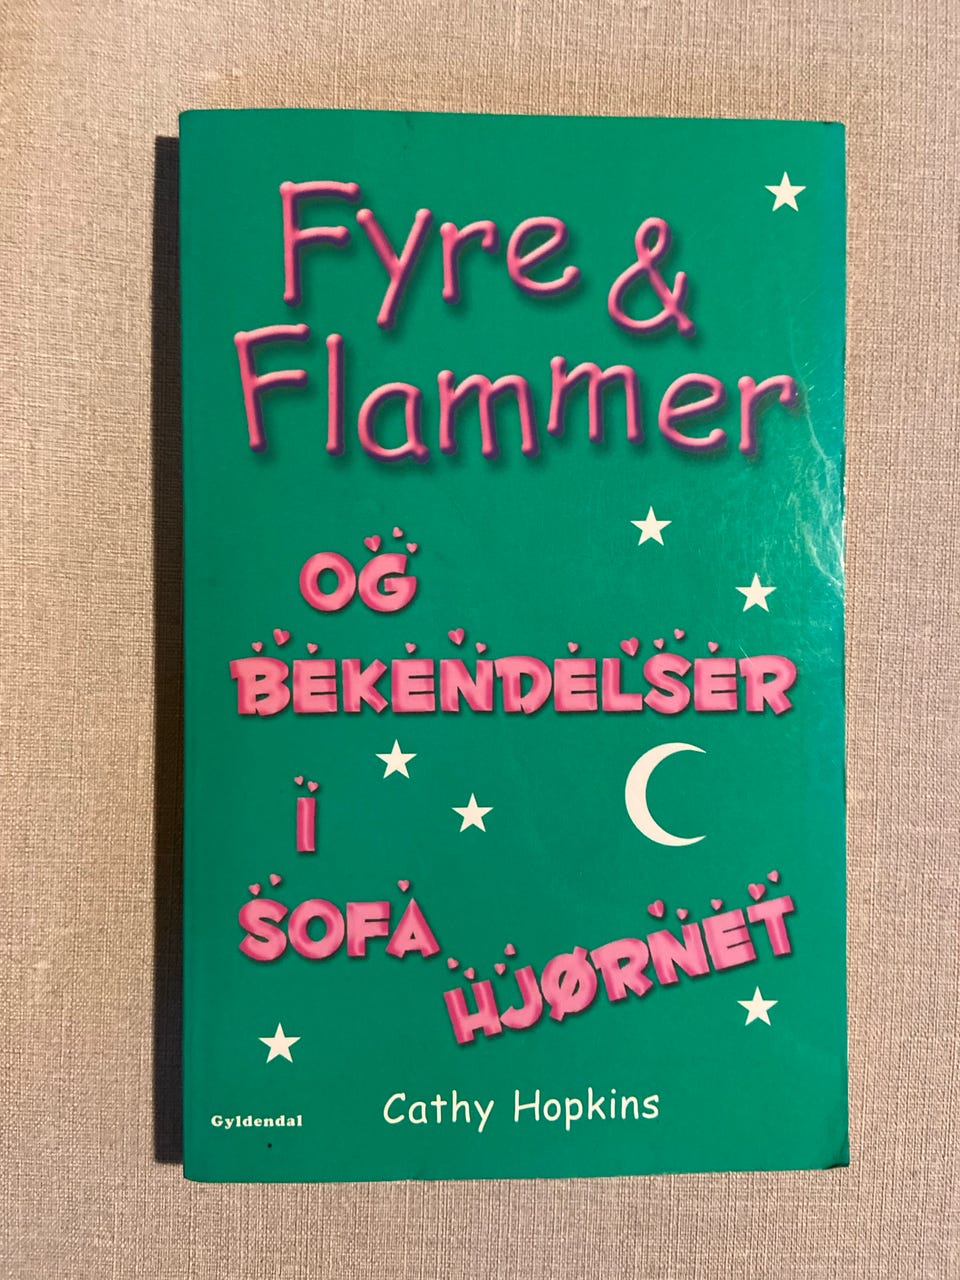 Fyre &
Flammer
OG
BEKENDELSER
I
SOFA
HJØRNET
Cathy Hopkins
Gyldendal